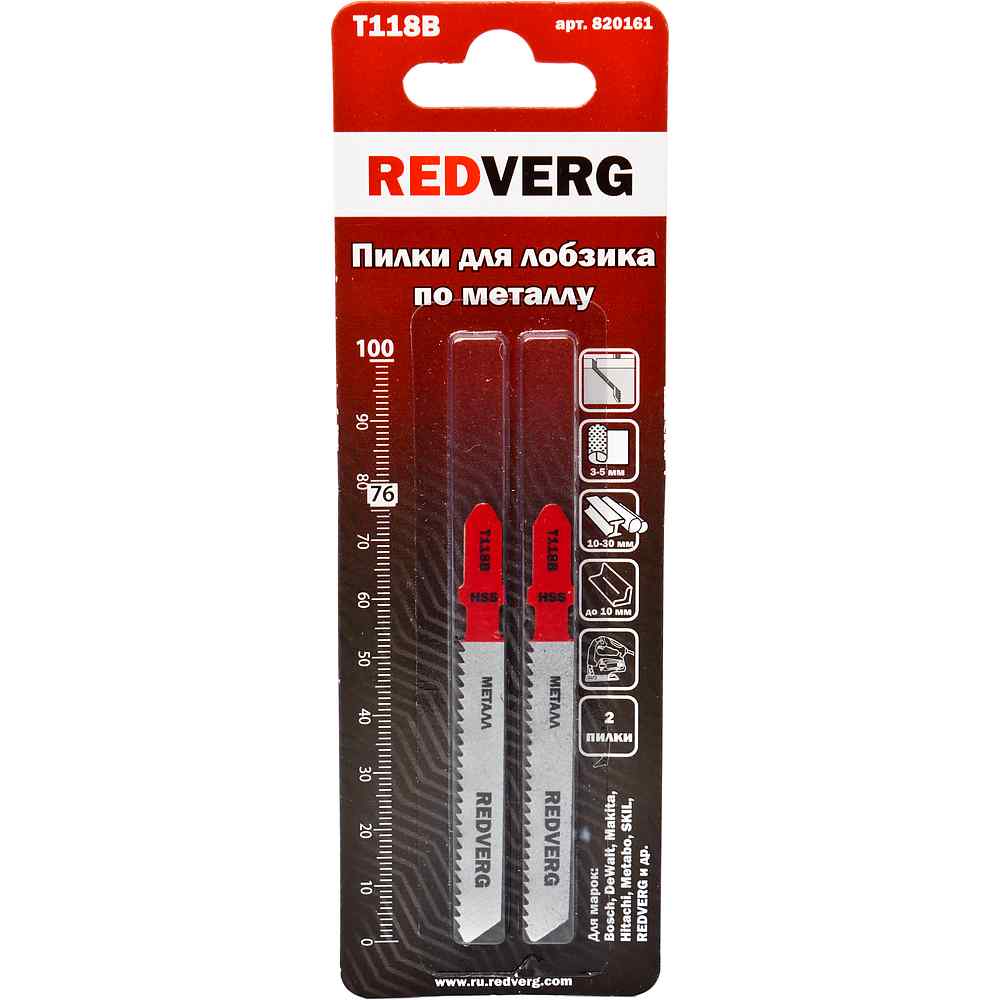 T118B
арт. 820161
REDVERG
Пилки для лобзика
по металлу
100
90
80
76
70
60
50
40
30
20
10
0
T118B
HSS
МЕТАЛЛ
REDVERG
T118B
HSS
МЕТАЛЛ
REDVERG
3-5 мм
10-30 мм
до 10 мм
2
ПИЛКИ
Для марок:
Bosch, DeWalt, Makita,
Hitachi, Metabo, SKIL,
REDVERG и др.
www.ru.redverg.com